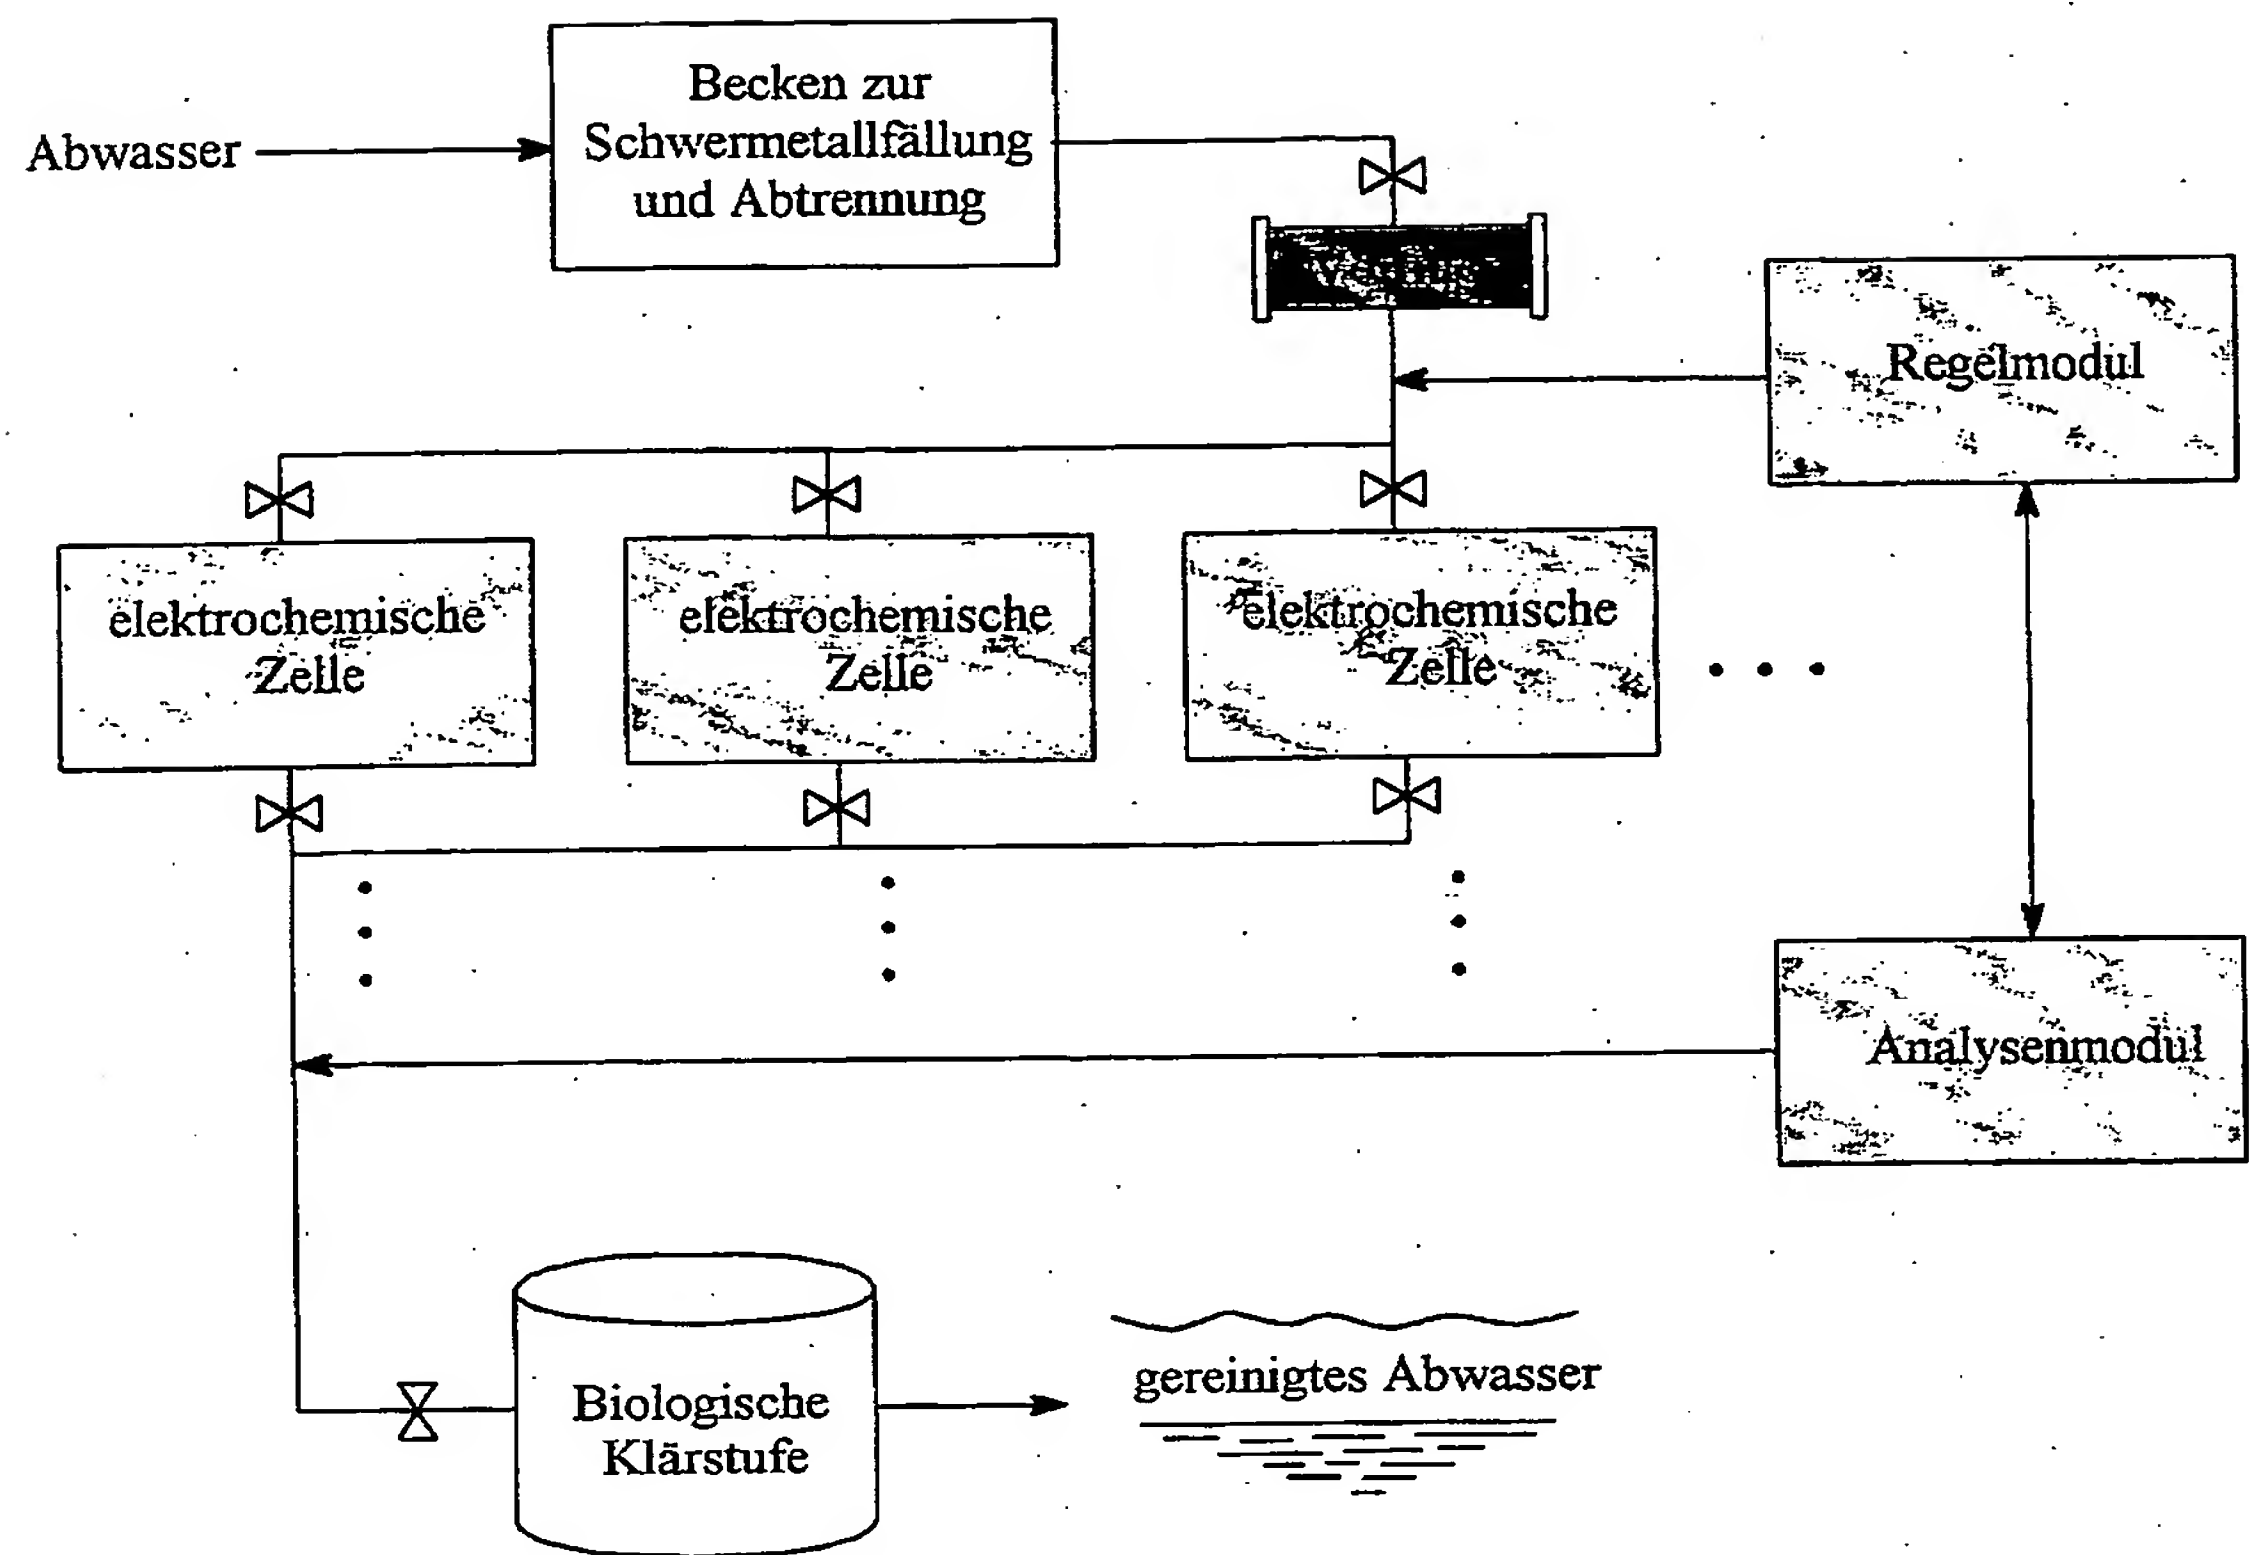 Becken zur
Abwasser
Schwermetallfällung
und Abtrennung
Regelmodul
elektrochemische
Zelle
elektrochemische
Zelle
elektrochemische
Zelle
Analysenmodul
Biologische
Klärstufe
gereinigtes Abwasser